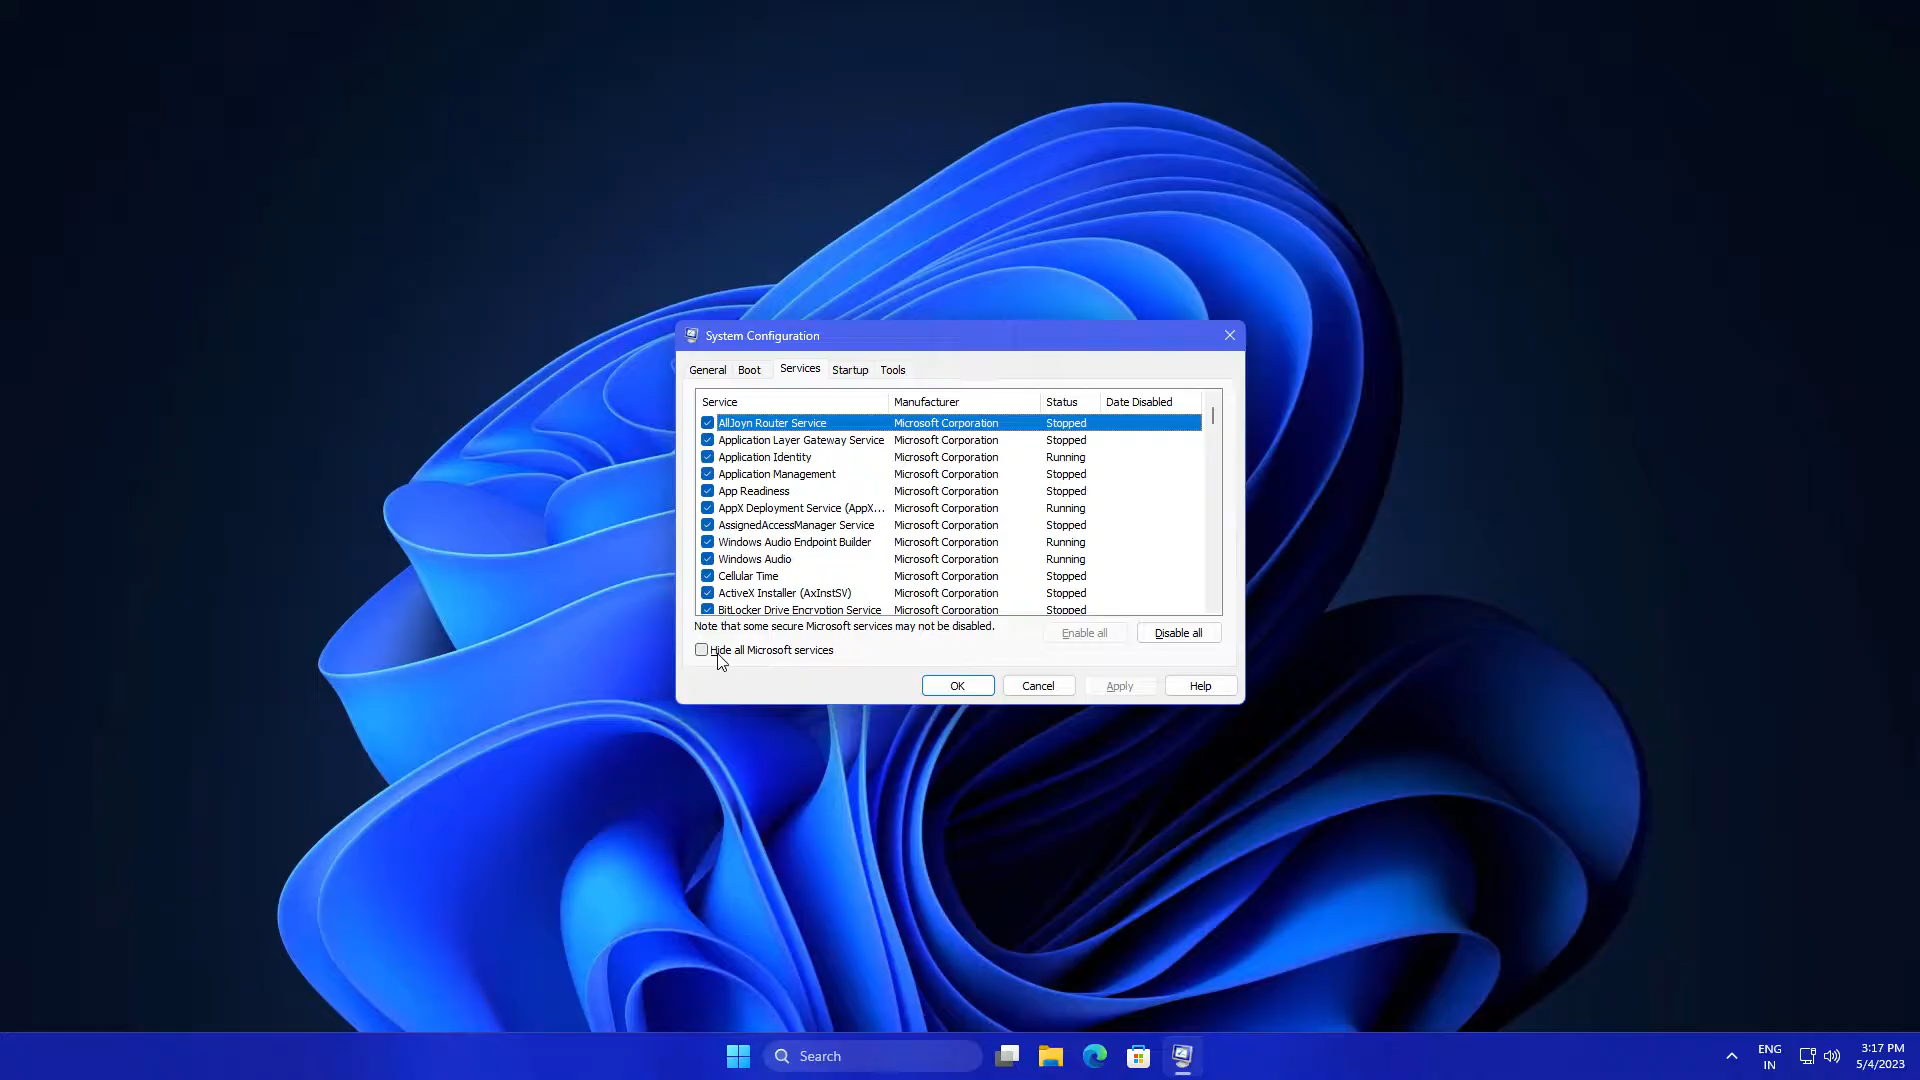 System Configuration
General Boot Services Startup Tools
Service Manufacturer Status Date Disabled
AllJoyn Router Service Microsoft Corporation Stopped
Application Layer Gateway Service Microsoft Corporation Stopped
Application Identity Microsoft Corporation Running
Application Management Microsoft Corporation Stopped
App Readiness Microsoft Corporation Stopped
AppX Deployment Service (AppX... Microsoft Corporation Running
AssignedAccessManager Service Microsoft Corporation Stopped
Windows Audio Endpoint Builder Microsoft Corporation Running
Windows Audio Microsoft Corporation Running
Cellular Time Microsoft Corporation Stopped
ActiveX Installer (AxInstSV) Microsoft Corporation Stopped
BitLocker Drive Encryption Service Microsoft Corporation Stopped
Note that some secure Microsoft services may not be disabled.
Enable all Disable all
Hide all Microsoft services
OK Cancel Apply Help
Search
ENG
IN
3:17 PM
5/4/2023